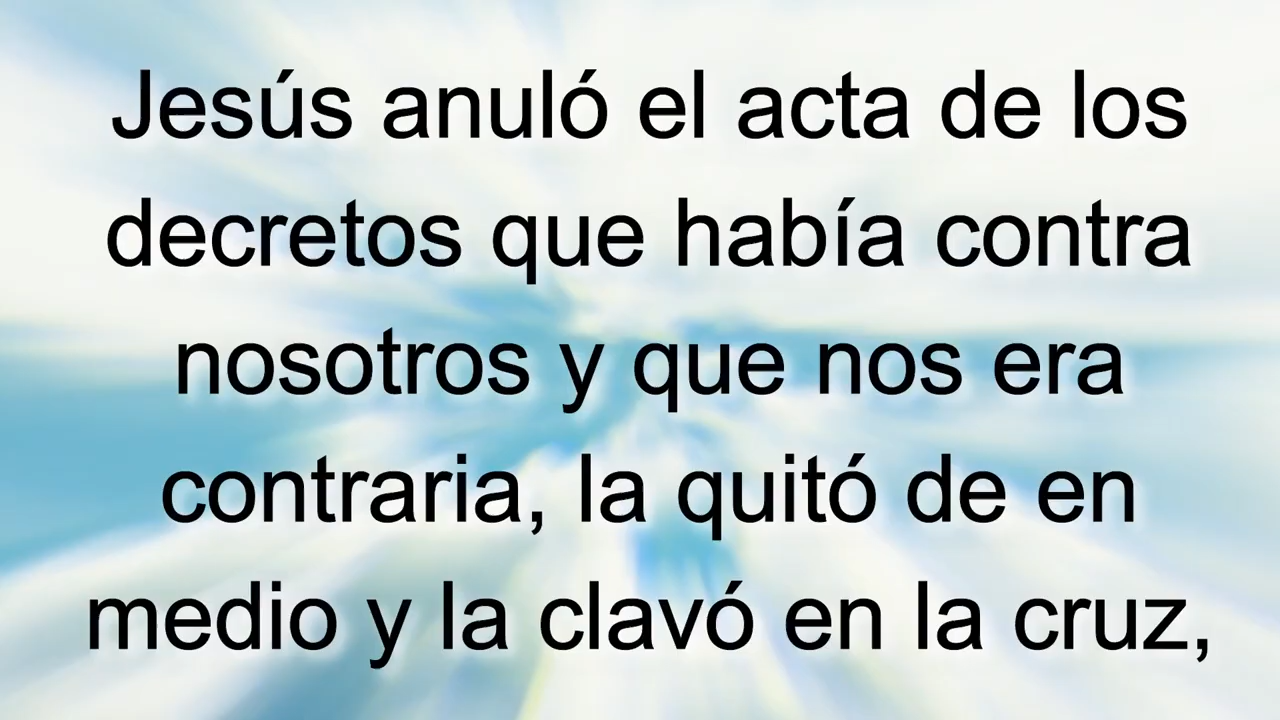 Jesús anuló el acta de los
decretos que había contra
nosotros y que nos era
contraria, la quitó de en
medio y la clavó en la cruz,